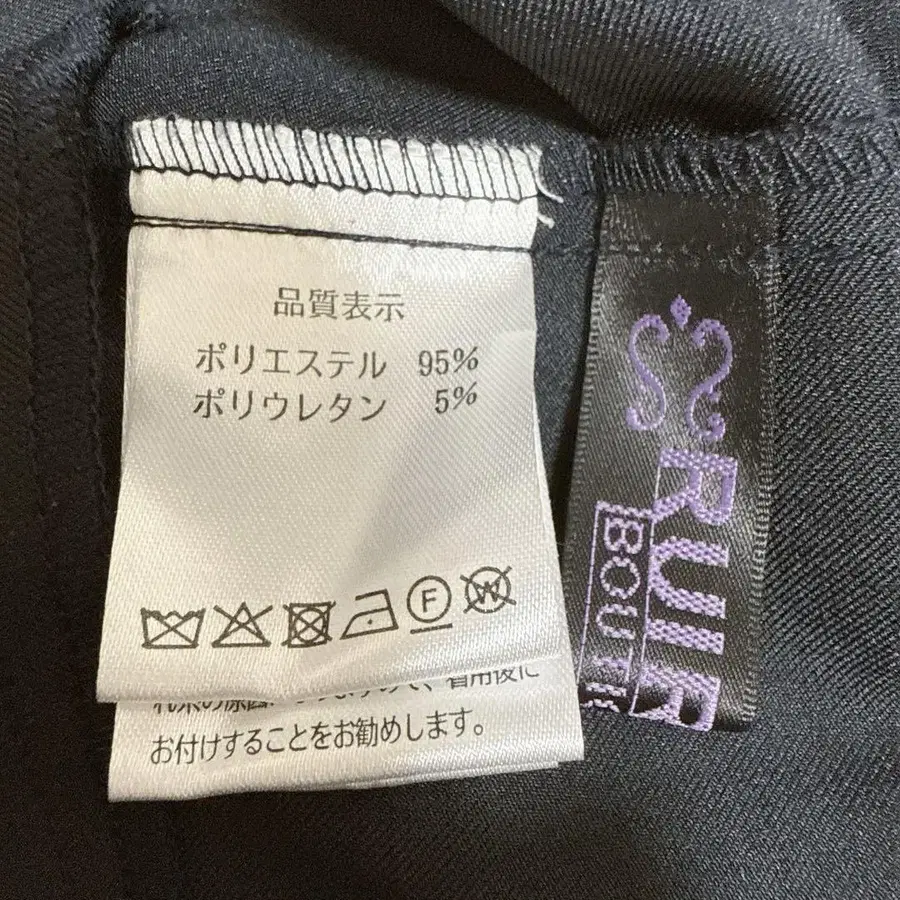 品質表示
ポリエステル 95%
ポリウレタン 5%
F
W
お付けすることをお勧めします。
RUIR
BOUTI